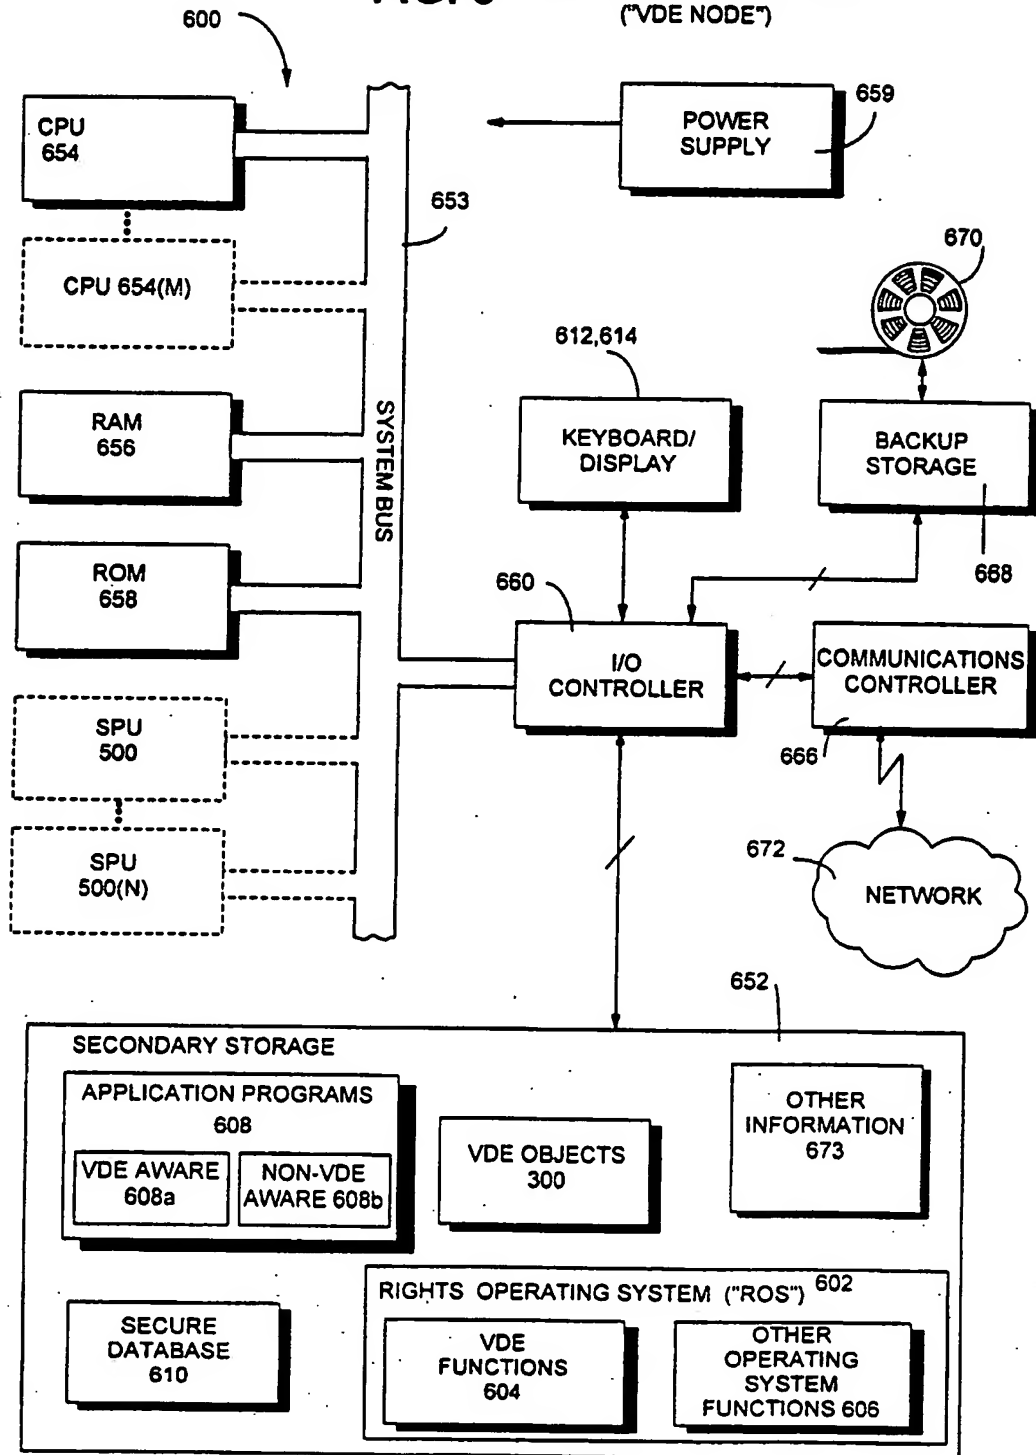 ("VDE NODE")
600
CPU
654
CPU 654(M)
RAM
656
ROM
658
SPU
500
SPU
500(N)
SYSTEM BUS
653
POWER
SUPPLY
659
670
612,614
KEYBOARD/
DISPLAY
BACKUP
STORAGE
668
660
I/O
CONTROLLER
COMMUNICATIONS
CONTROLLER
666
672
NETWORK
652
SECONDARY STORAGE
APPLICATION PROGRAMS
608
VDE AWARE
608a
NON-VDE
AWARE 608b
VDE OBJECTS
300
OTHER
INFORMATION
673
SECURE
DATABASE
610
RIGHTS OPERATING SYSTEM ("ROS") 602
VDE
FUNCTIONS
604
OTHER
OPERATING
SYSTEM
FUNCTIONS 606